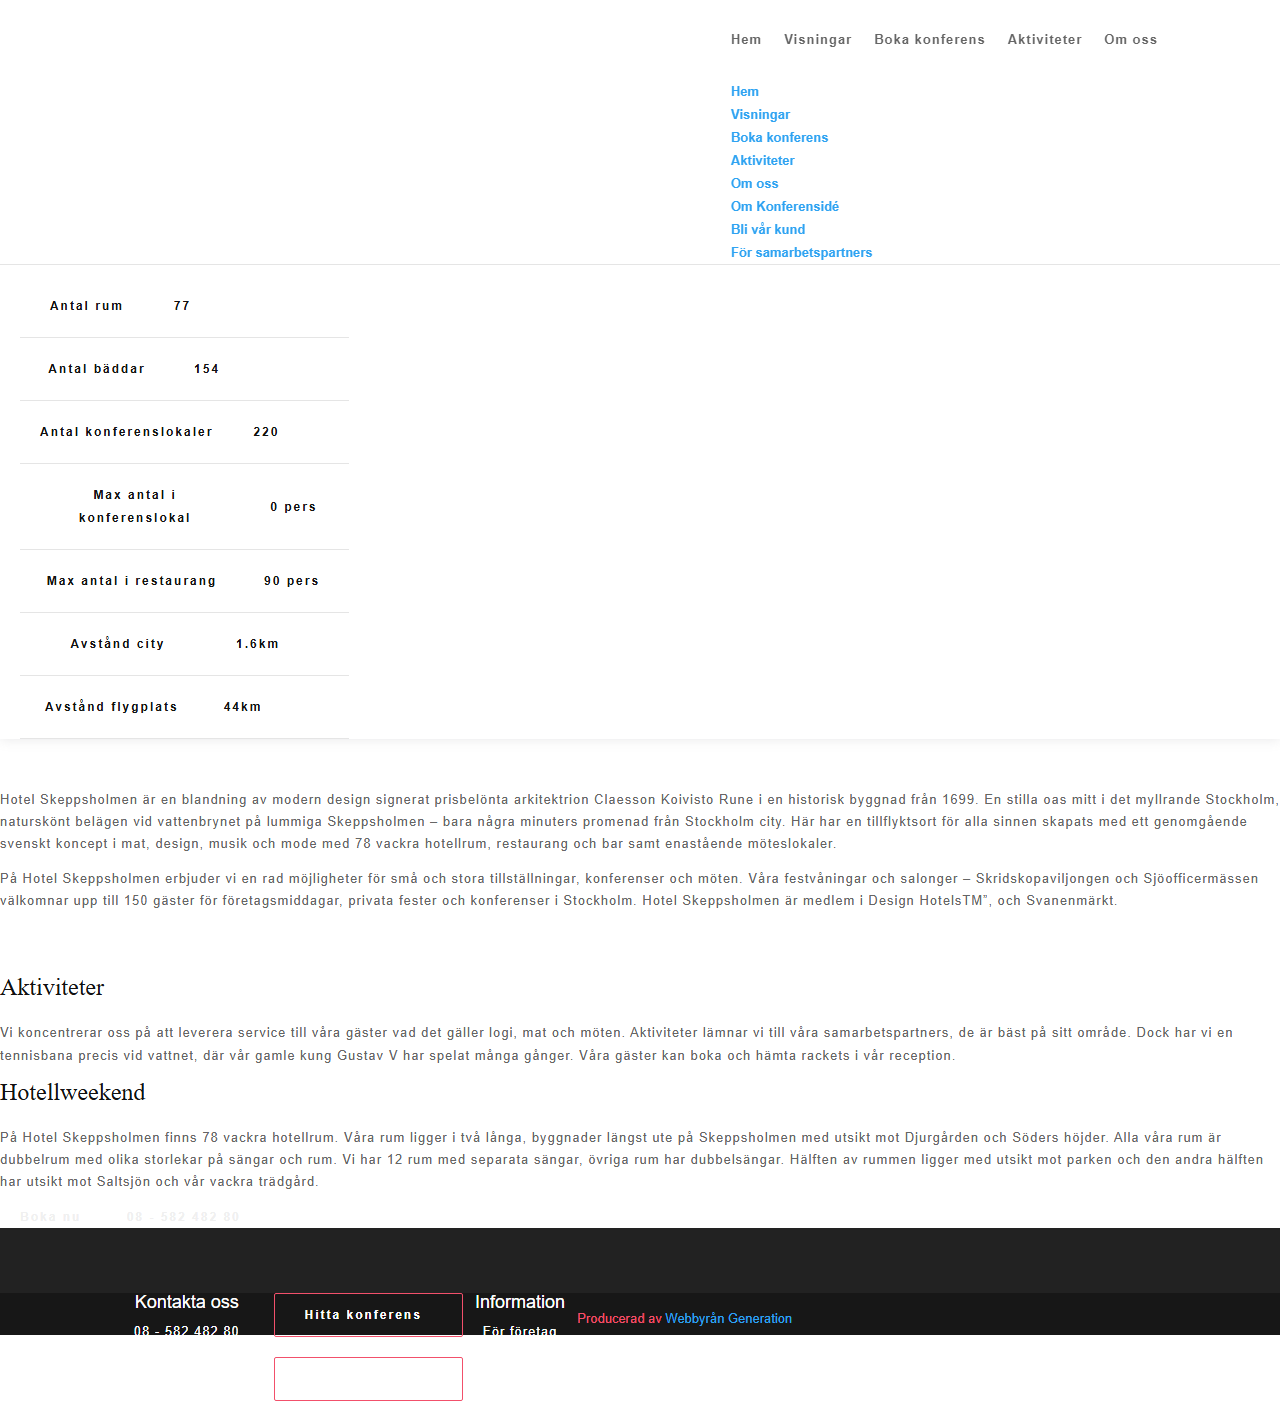 Hem Visningar Boka konferens Aktiviteter Om oss
Hem
Visningar
Boka konferens
Aktiviteter
Om oss
Om Konferensidé
Bli vår kund
För samarbetspartners
Antal rum 77
Antal bäddar 154
Antal konferenslokaler 220
Max antal i
konferenslokal
0 pers
Max antal i restaurang 90 pers
Avstånd city 1.6km
Avstånd flygplats 44km
Hotel Skeppsholmen är en blandning av modern design signerat prisbelönta arkitektrion Claesson Koivisto Rune i en historisk byggnad från 1699. En stilla oas mitt i det myllrande Stockholm,
naturskönt belägen vid vattenbrynet på lummiga Skeppsholmen – bara några minuters promenad från Stockholm city. Här har en tillflyktsort för alla sinnen skapats med ett genomgående
svenskt koncept i mat, design, musik och mode med 78 vackra hotellrum, restaurang och bar samt enastående möteslokaler.
På Hotel Skeppsholmen erbjuder vi en rad möjligheter för små och stora tillställningar, konferenser och möten. Våra festvåningar och salonger – Skridskopaviljongen och Sjöofficermässen
välkomnar upp till 150 gäster för företagsmiddagar, privata fester och konferenser i Stockholm. Hotel Skeppsholmen är medlem i Design HotelsTM”, och Svanenmärkt.
Aktiviteter
Vi koncentrerar oss på att leverera service till våra gäster vad det gäller logi, mat och möten. Aktiviteter lämnar vi till våra samarbetspartners, de är bäst på sitt område. Dock har vi en
tennisbana precis vid vattnet, där vår gamle kung Gustav V har spelat många gånger. Våra gäster kan boka och hämta rackets i vår reception.
Hotellweekend
På Hotel Skeppsholmen finns 78 vackra hotellrum. Våra rum ligger i två långa, byggnader längst ute på Skeppsholmen med utsikt mot Djurgården och Söders höjder. Alla våra rum är
dubbelrum med olika storlekar på sängar och rum. Vi har 12 rum med separata sängar, övriga rum har dubbelsängar. Hälften av rummen ligger med utsikt mot parken och den andra hälften
har utsikt mot Saltsjön och vår vackra trädgård.
Boka nu 08 - 582 482 80
Kontakta oss
08 - 582 482 80
Hitta konferens
Information
För företag
Producerad av Webbyrån Generation